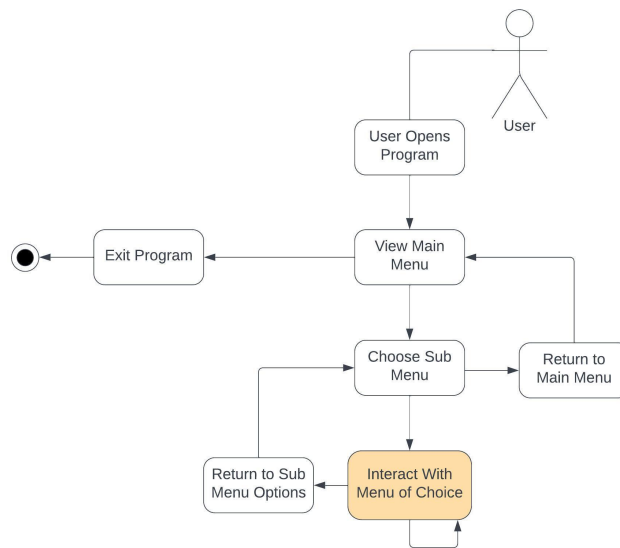 User
User Opens
Program
Exit Program
View Main
Menu
Choose Sub
Menu
Return to
Main Menu
Return to Sub
Menu Options
Interact With
Menu of Choice